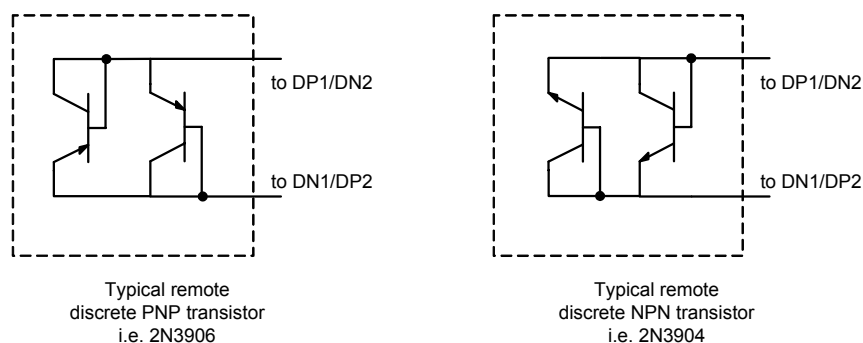 to DP1/DN2
to DN1/DP2
Typical remote
discrete PNP transistor
i.e. 2N3906
to DP1/DN2
to DN1/DP2
Typical remote
discrete NPN transistor
i.e. 2N3904